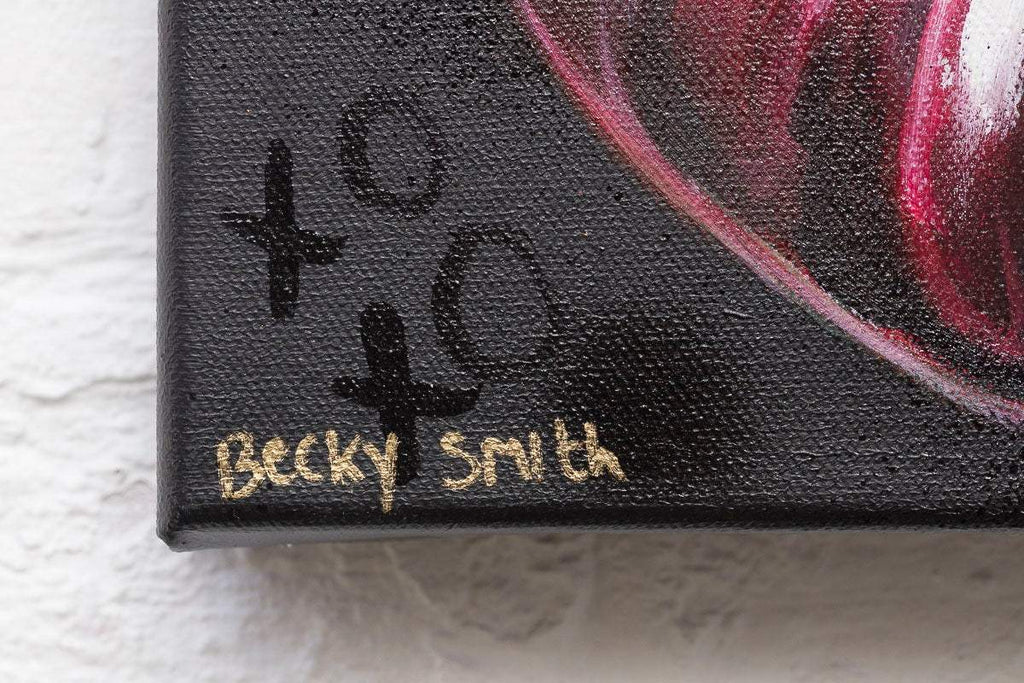 + O
+ O
Becky Smith